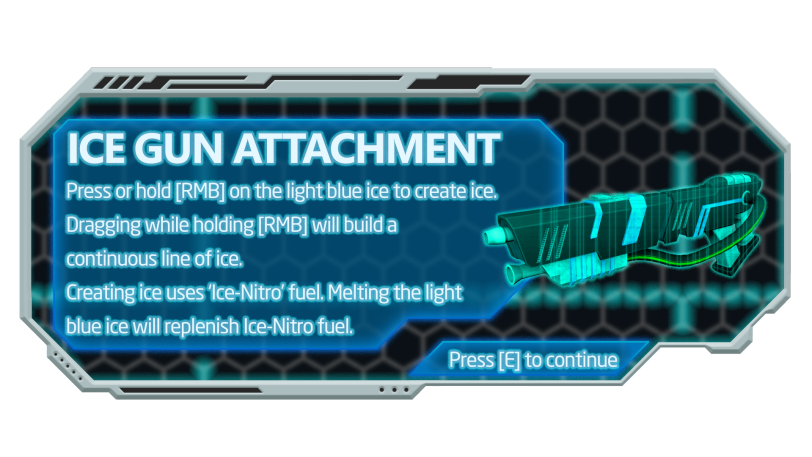 ICE GUN ATTACHMENT
Press or hold [RMB] on the light blue ice to create ice.
Dragging while holding [RMB] will build a
continuous line of ice.
Creating ice uses 'Ice-Nitro' fuel. Melting the light
blue ice will replenish Ice-Nitro fuel.
Press [E] to continue